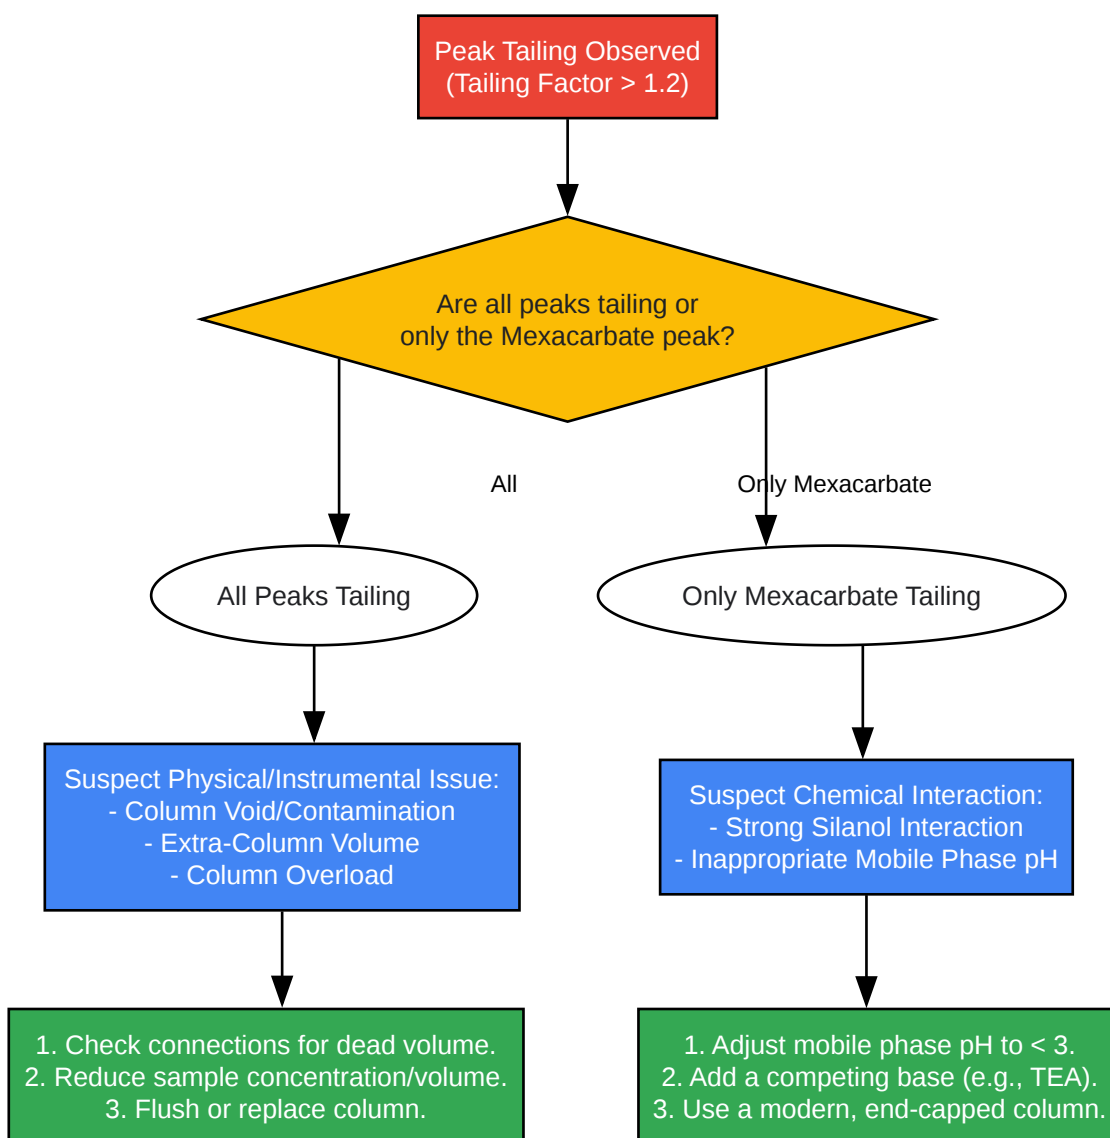 Peak Tailing Observed
(Tailing Factor > 1.2)
Are all peaks tailing or
only the Mexacarbate peak?
All
Only Mexacarbate
All Peaks Tailing
Only Mexacarbate Tailing
Suspect Physical/Instrumental Issue:
- Column Void/Contamination
- Extra-Column Volume
- Column Overload
Suspect Chemical Interaction:
- Strong Silanol Interaction
- Inappropriate Mobile Phase pH
1. Check connections for dead volume.
2. Reduce sample concentration/volume.
3. Flush or replace column.
1. Adjust mobile phase pH to < 3.
2. Add a competing base (e.g., TEA).
3. Use a modern, end-capped column.